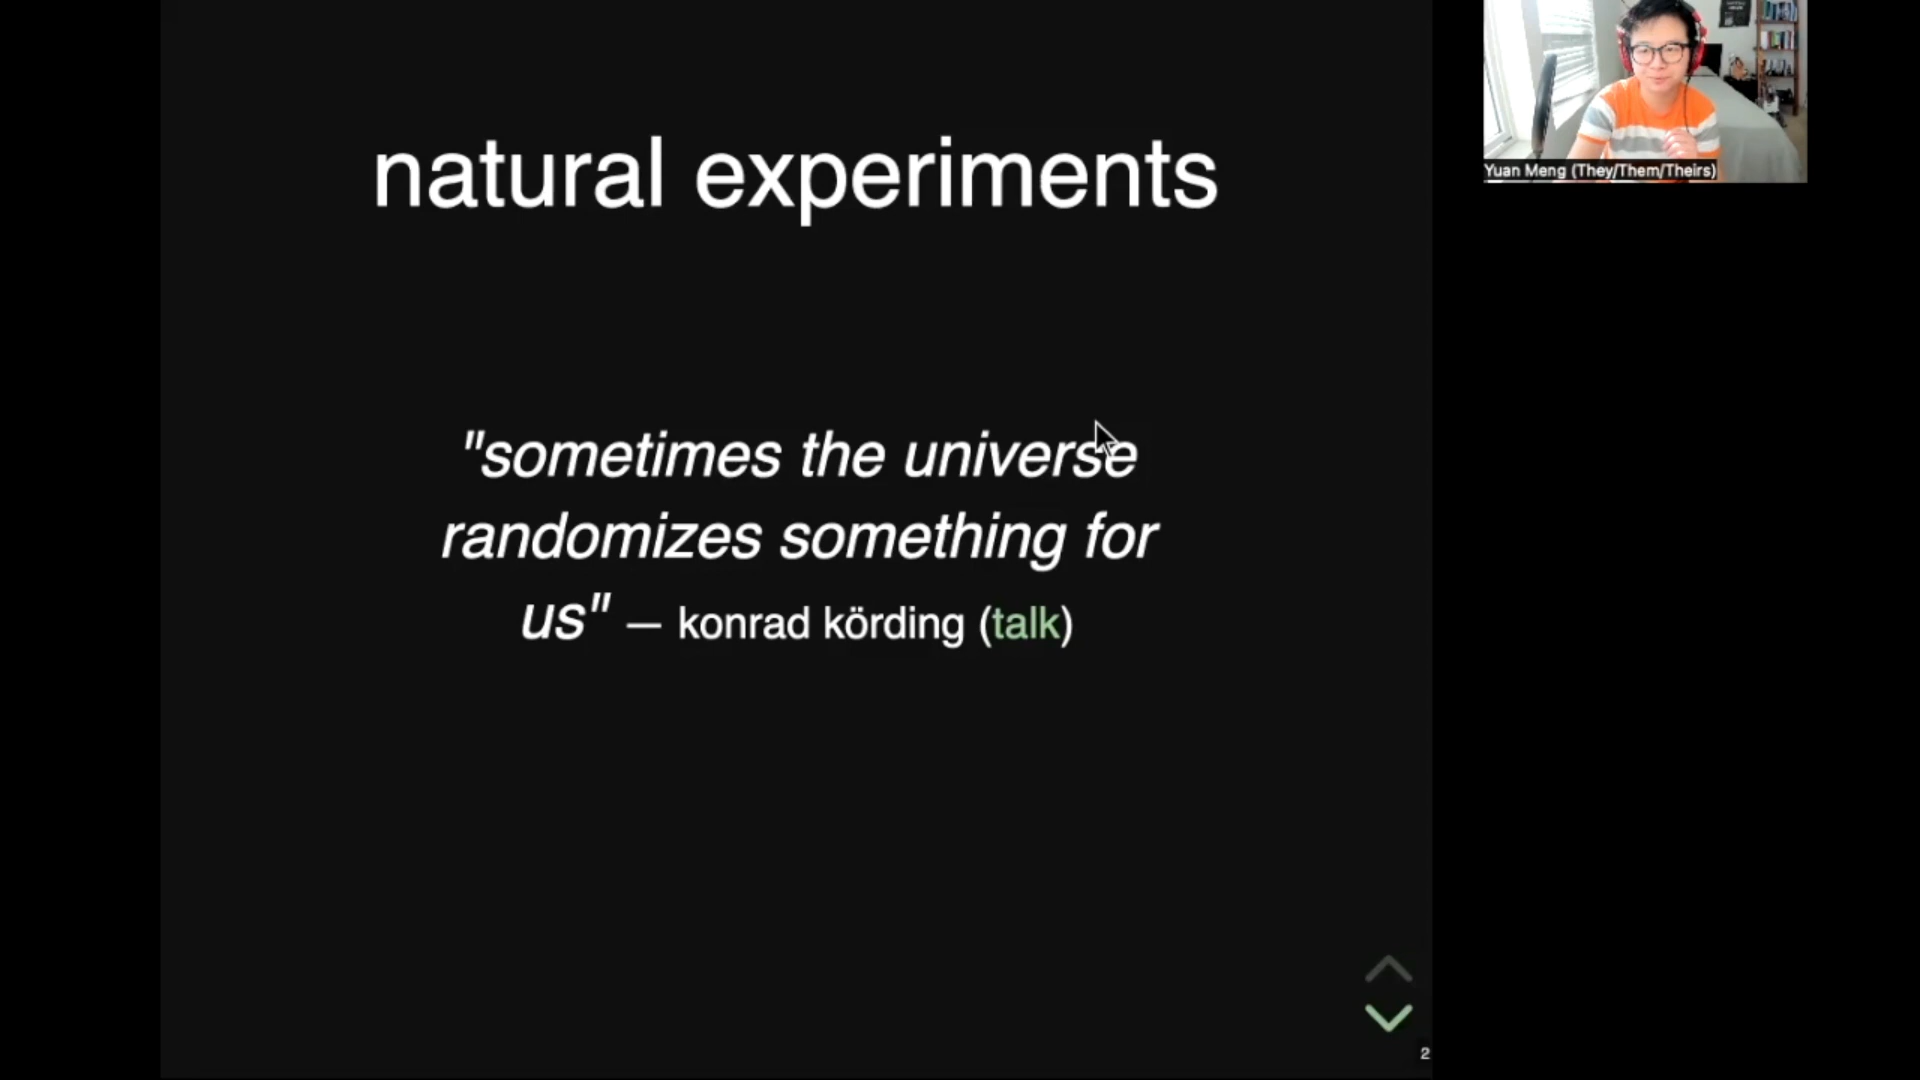 natural experiments
"sometimes the universe
randomizes something for
us" — konrad körding (talk)
2
Yuan Meng (They/Them/Theirs)